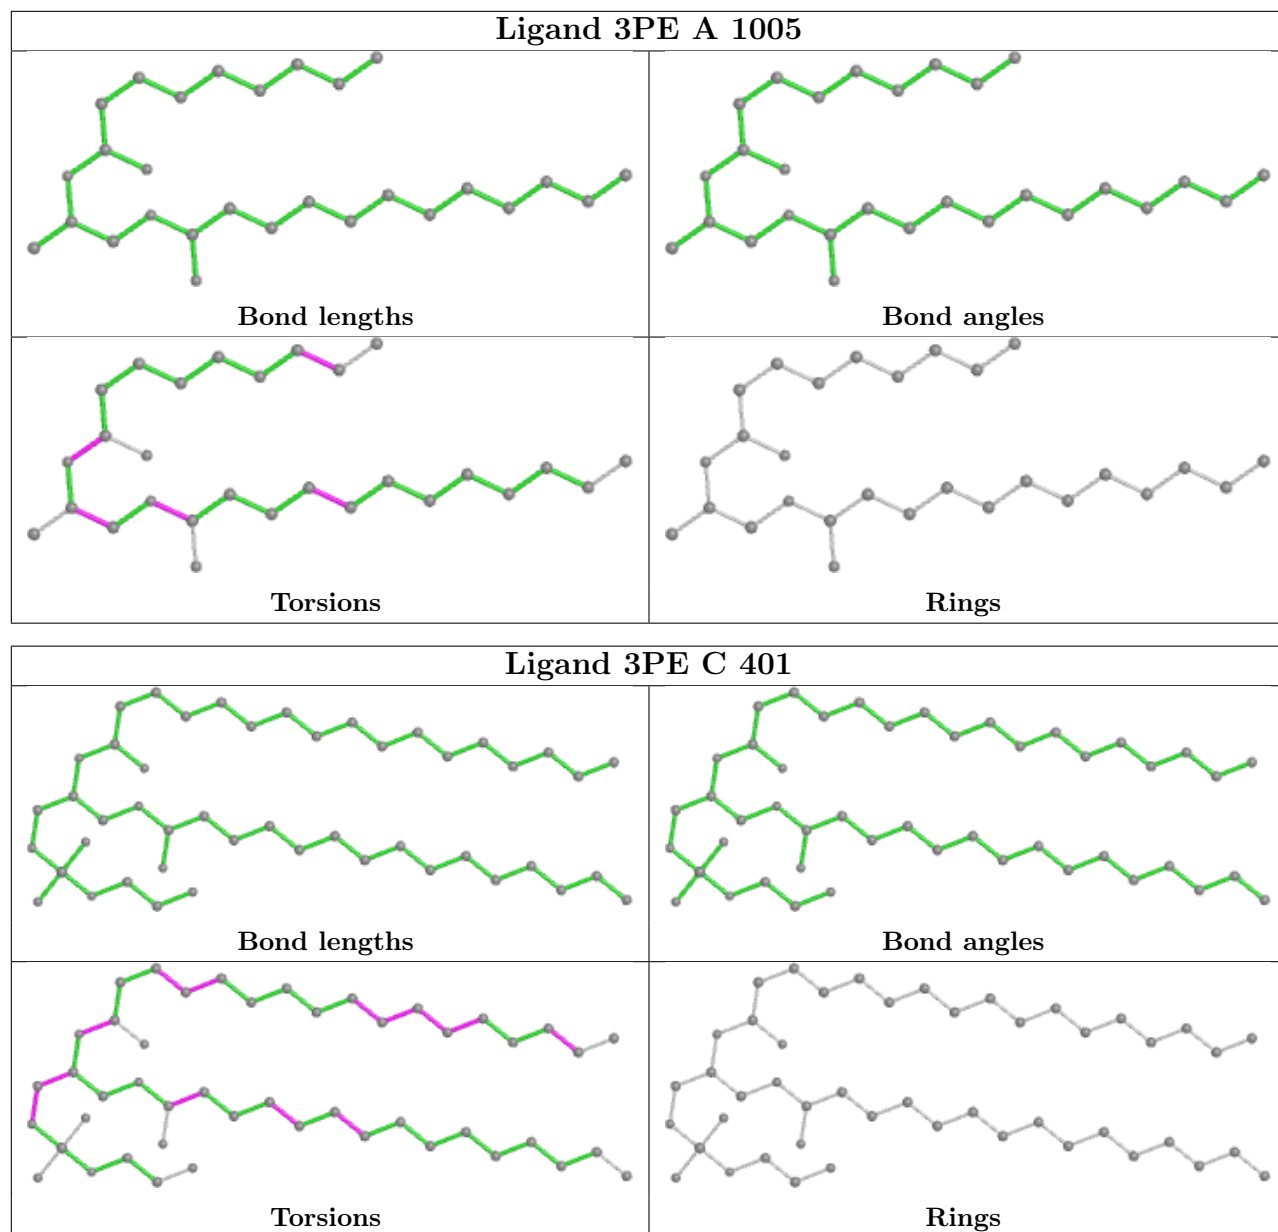 Ligand 3PE A 1005
Bond lengths
Bond angles
Torsions
Rings
Ligand 3PE C 401
Bond lengths
Bond angles
Torsions
Rings